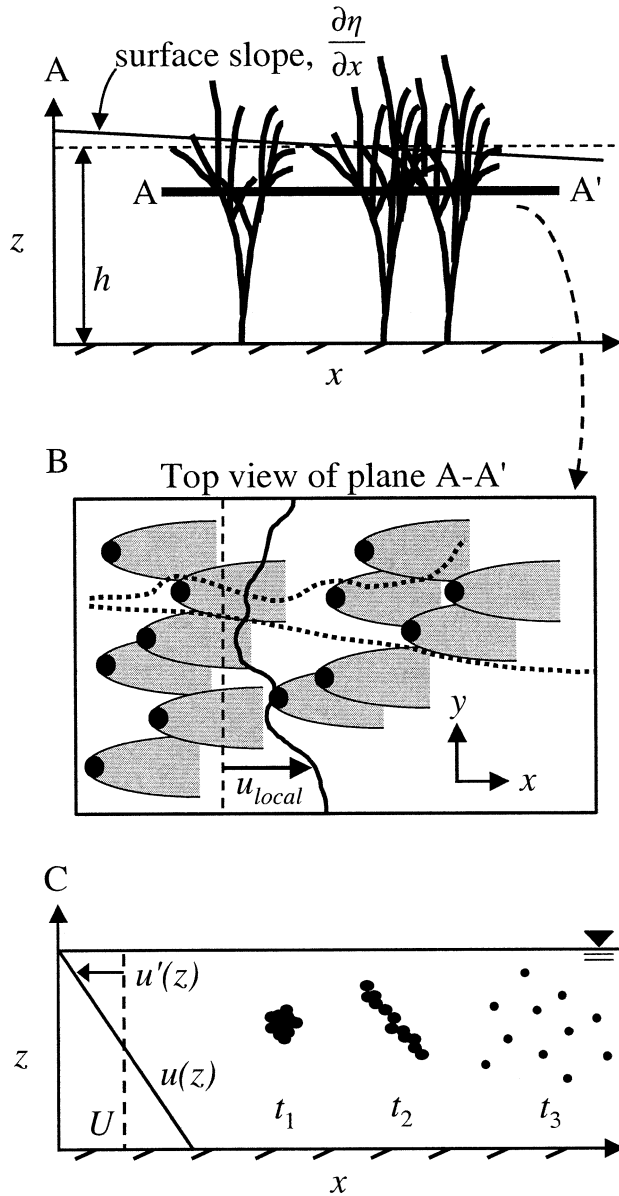 A
surface slope, ∂η/∂x
A A'
z
h
x
B
Top view of plane A-A'
y
x
u_local
C
u'(z)
z
u(z)
U
t₁ t₂ t₃
x